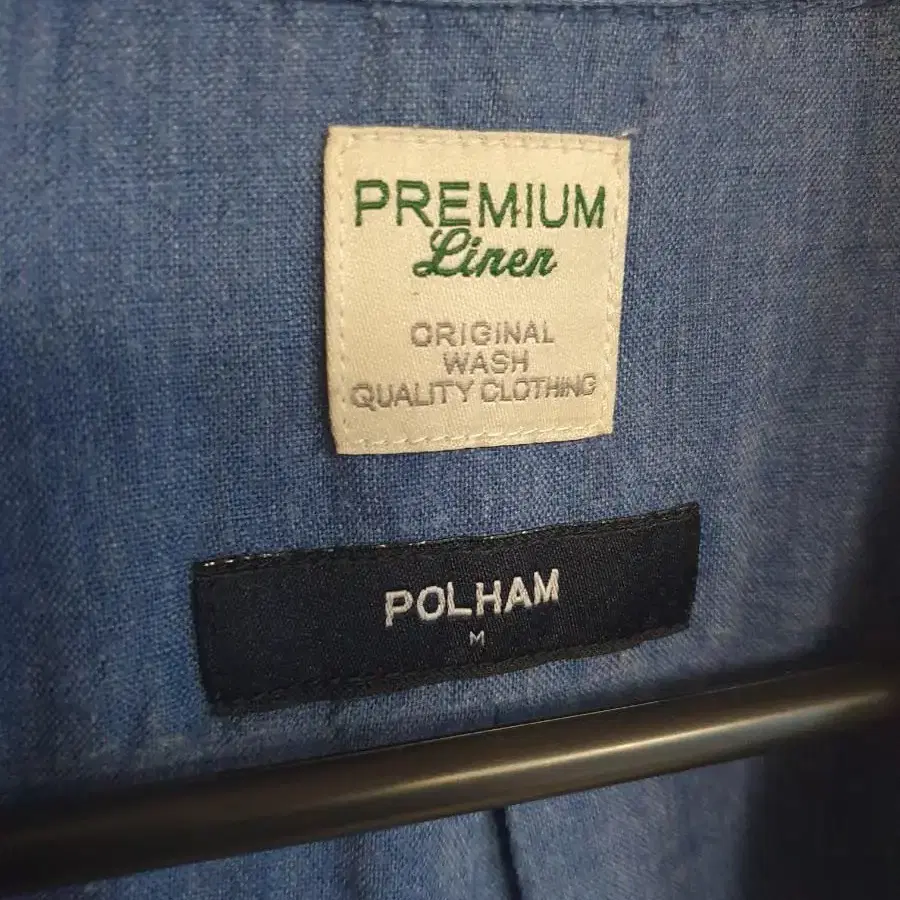 PREMIUM
Linen
ORIGINAL
WASH
QUALITY CLOTHING
POLHAM
M